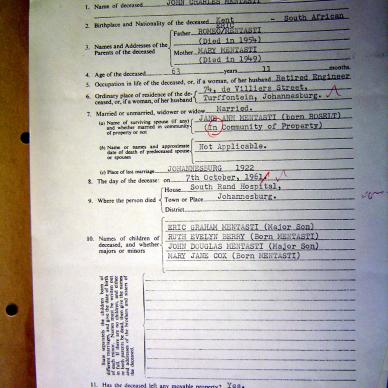 1. Name of deceased JOHN CHARLES MENTASTI
2. Birthplace and Nationality of the deceased Kent - South African
ERIC
3. Names and Addresses of the Parents of the deceased
Father ROMEO MENTASTI
(Died in 1954)
Mother MARY MENTASTI
(Died in 1949)
4. Age of the deceased 63 years 11 months.
5. Occupation in life of the deceased, or, if a woman, of her husband Retired Engineer
6. Ordinary place of residence of the deceased, or, if a woman, of her husband
74, de Villiers Street,
Turffontein, Johannesburg.
7. Married or unmarried, widower or widow Married.
(a) Name of surviving spouse (if any) and whether married in community of property or not
ANN MENTASTI (born
(In Community of Property)
(b) Name or names and approximate date of death of predeceased spouse or spouses
Not Applicable.
(c) Place of last marriage JOHANNESBURG 1922
8. The day of the decease: on 7th October, 1961
9. Where the person died
House South Rand Hospital,
Town or Place Johannesburg.
District
10. Names of children of deceased, and whether majors or minors
ERIC GRAHAM MENTASTI (Major Son)
RUTH EVELYN BERRY (Born MENTASTI)
JOHN DOUGLAS MENTASTI (Major Son)
MARY JANE COX (Born MENTASTI)
11. Has the deceased left any movable property? Yes.